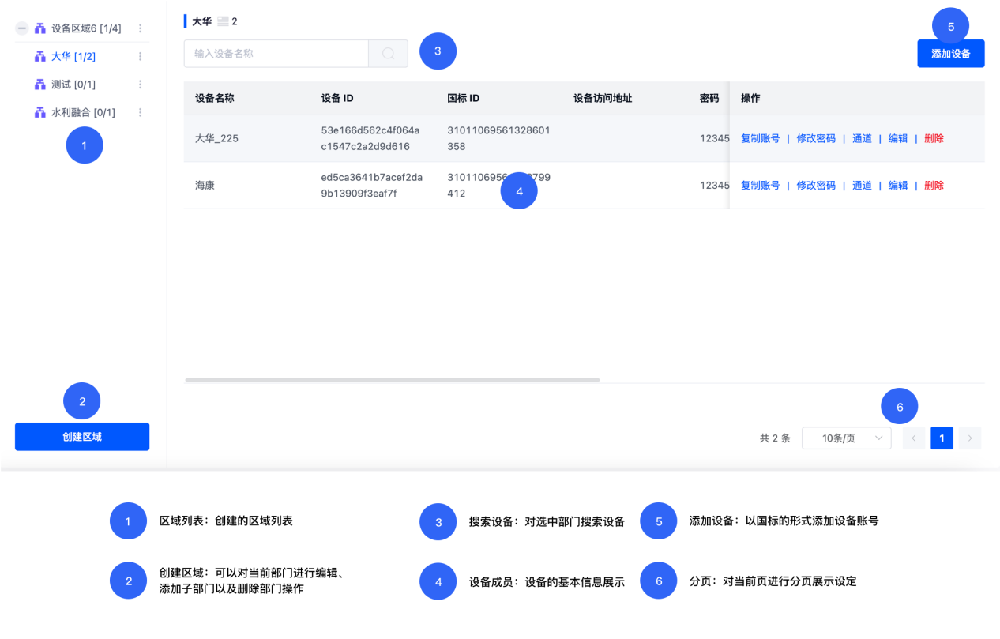 设备区域6 [1/4]
大华 [1/2]
测试 [0/1]
水利融合 [0/1]
1
2
创建区域
大华 2
输入设备名称
3
5
添加设备
设备名称 设备 ID 国标 ID 设备访问地址 密码 操作
大华_225 53e166d562c4f064a 31011069561328601 12345 复制账号 | 修改密码 | 通道 | 编辑 | 删除
c1547c2a2d9d616 358
海康 ed5ca3641b7acef2da 3101106956 799 12345 复制账号 | 修改密码 | 通道 | 编辑 | 删除
9b13909f3eaf7f 412
4
6
共 2 条 10条/页 < 1 >
1 区域列表：创建的区域列表
3 搜索设备：对选中部门搜索设备
5 添加设备：以国标的形式添加设备账号
2 创建区域：可以对当前部门进行编辑、
添加子部门以及删除部门操作
4 设备成员：设备的基本信息展示
6 分页：对当前页进行分页展示设定